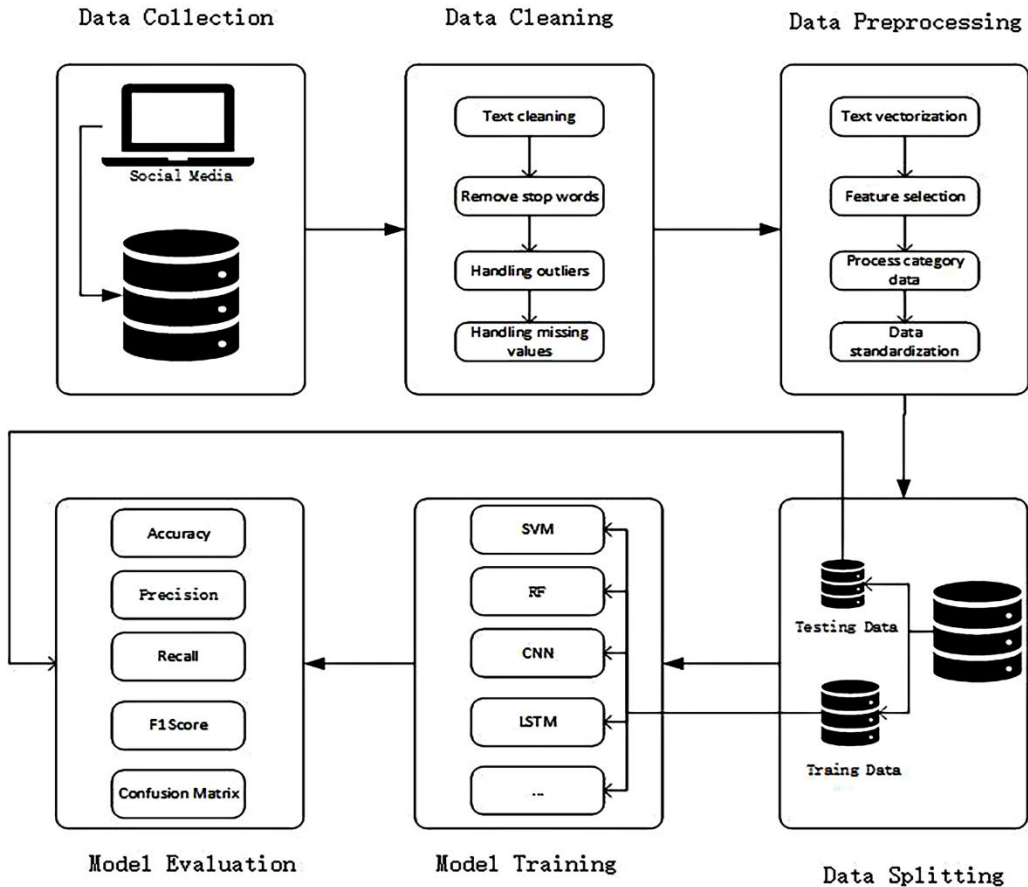 Data Collection
Data Cleaning
Data Preprocessing
Social Media
Text cleaning
Remove stop words
Handling outliers
Handling missing
values
Text vectorization
Feature selection
Process category
data
Data
standardization
Accuracy
Precision
Recall
F1Score
Confusion Matrix
SVM
RF
CNN
LSTM
...
Testing Data
Traing Data
Model Evaluation
Model Training
Data Splitting